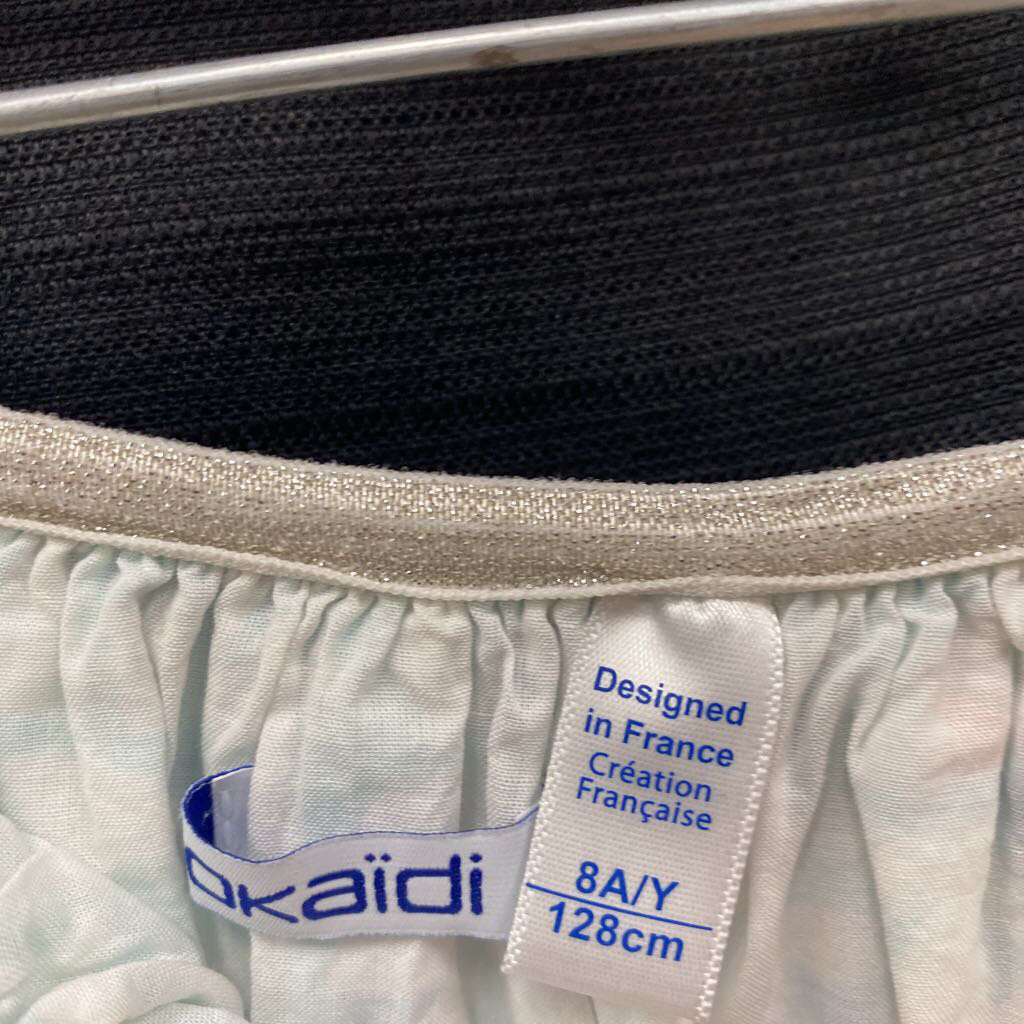 Designed
in France
Création
Française
okaïdi
8A/Y
128cm